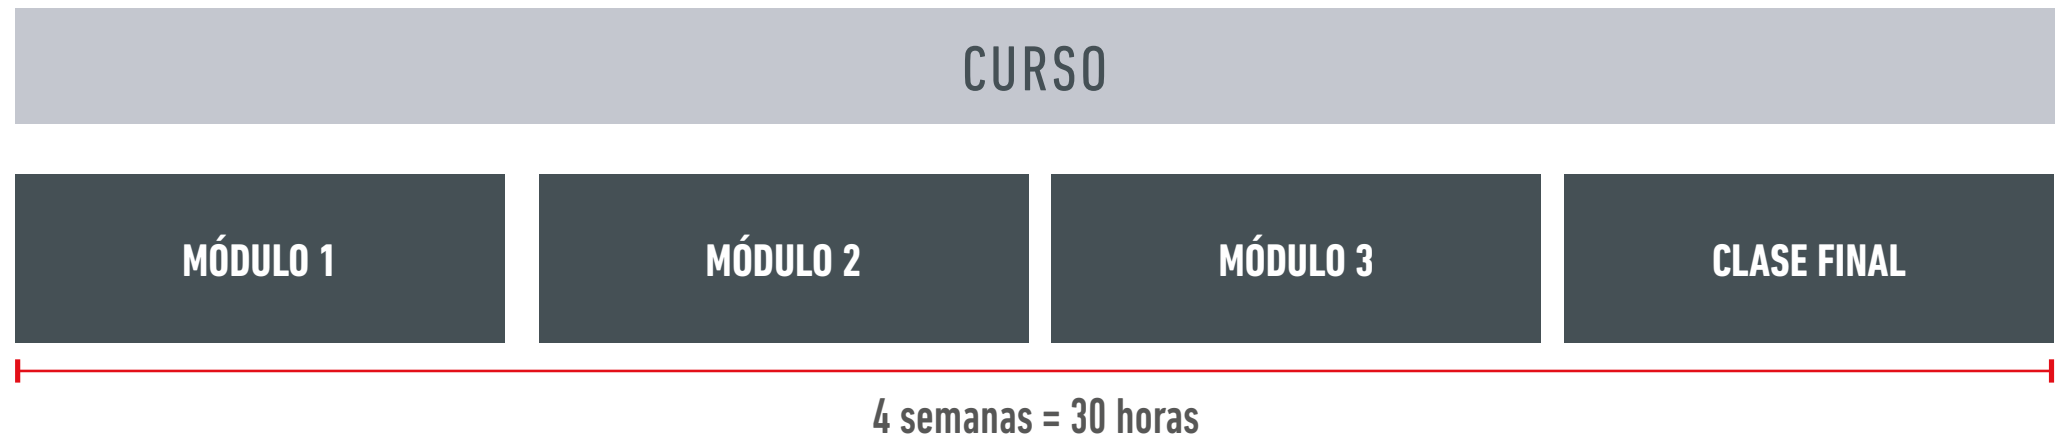 CURSO
MÓDULO 1
MÓDULO 2
MÓDULO 3
CLASE FINAL
4 semanas = 30 horas